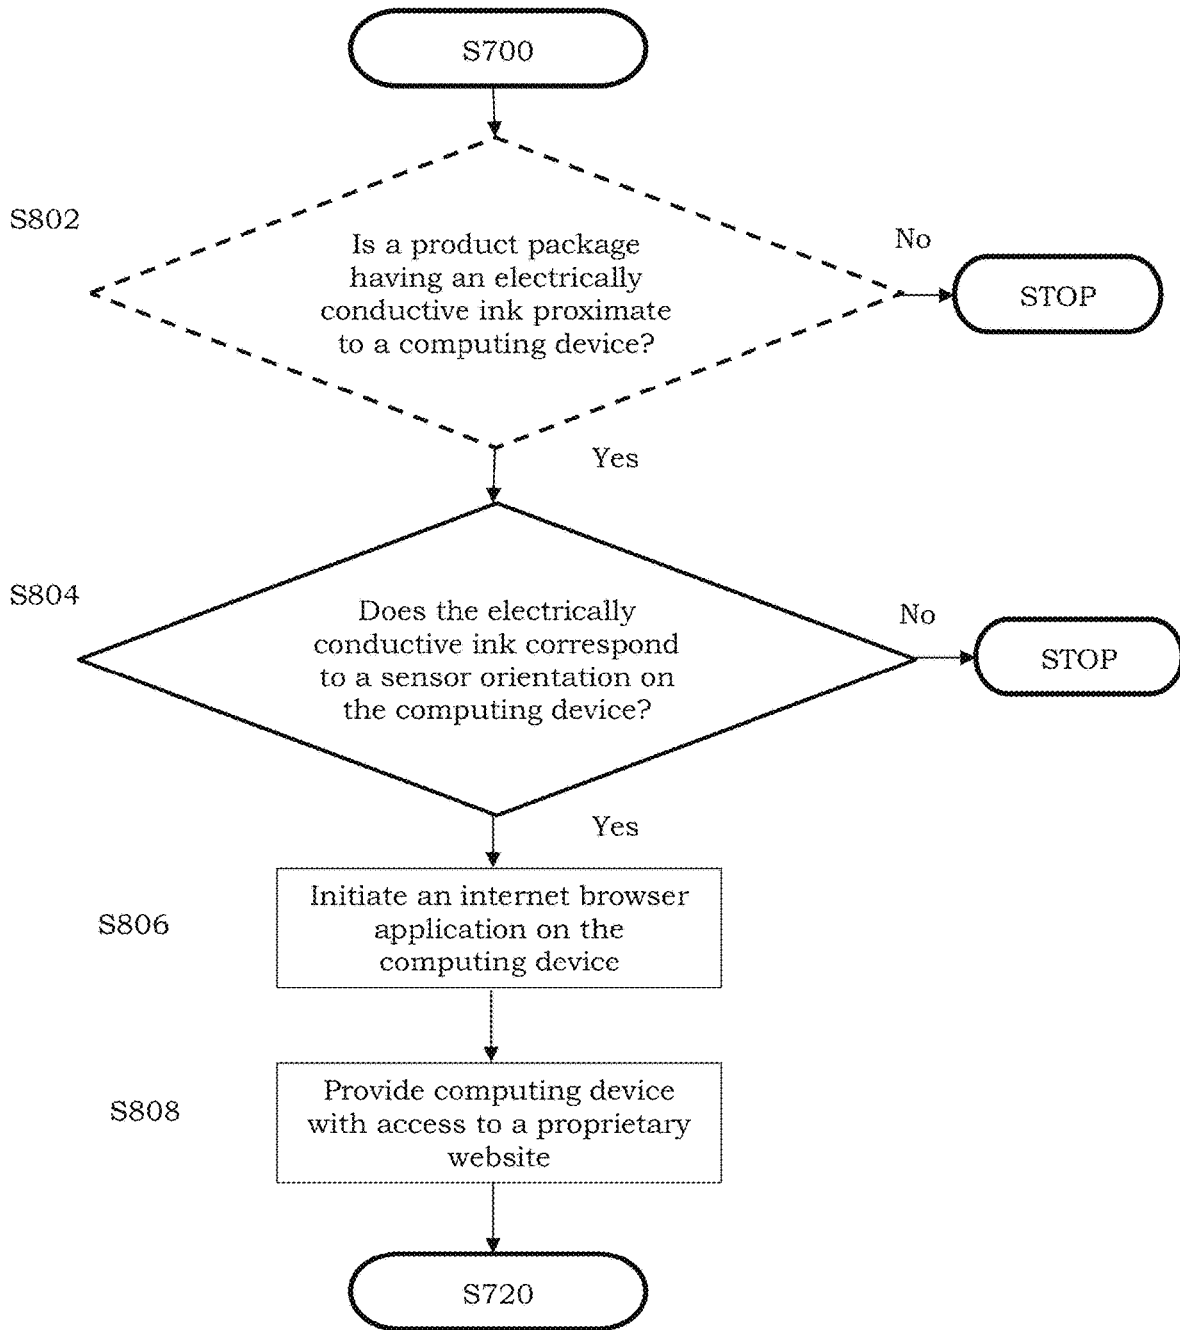 S700
S802
Is a product package
having an electrically
conductive ink proximate
to a computing device?
No
STOP
Yes
S804
Does the electrically
conductive ink correspond
to a sensor orientation on
the computing device?
No
STOP
Yes
S806
Initiate an internet browser
application on the
computing device
S808
Provide computing device
with access to a proprietary
website
S720